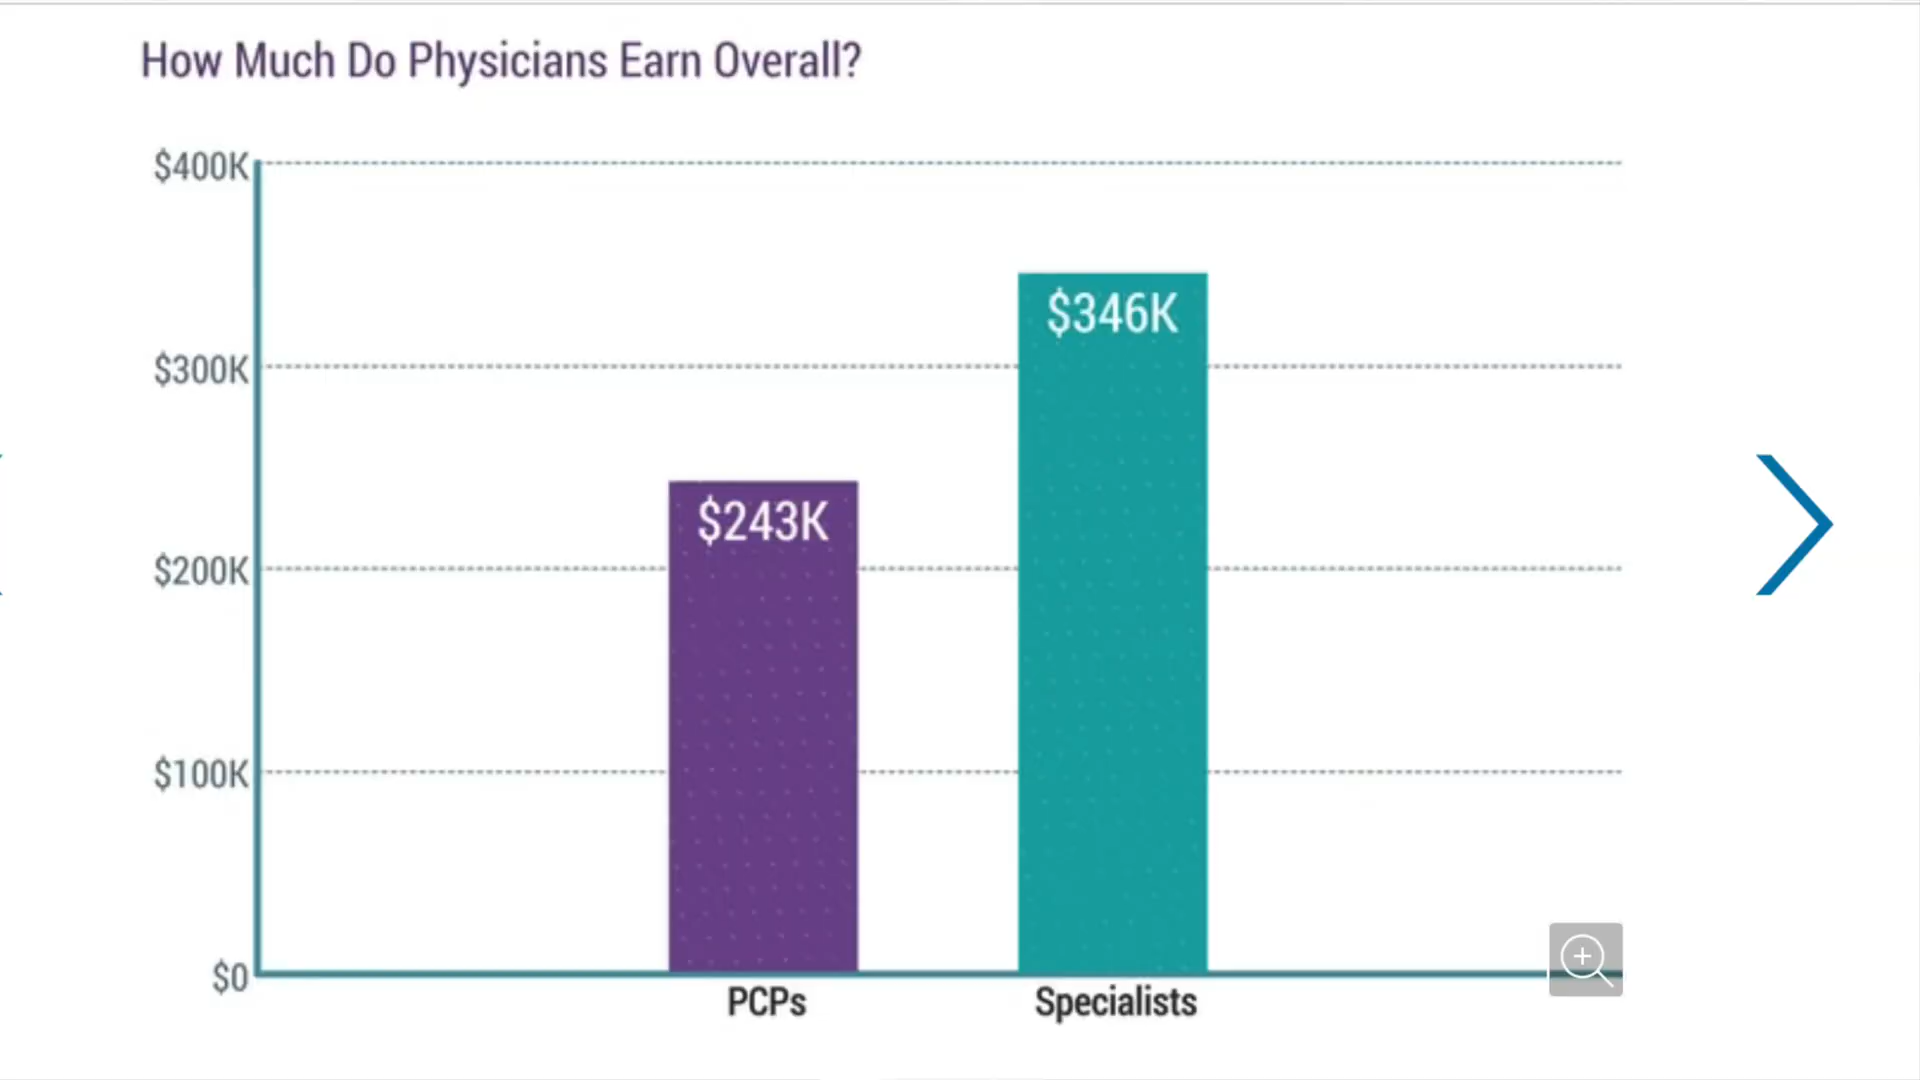 How Much Do Physicians Earn Overall?
$400K
$346K
$300K
$243K
$200K
$100K
$0
PCPs Specialists